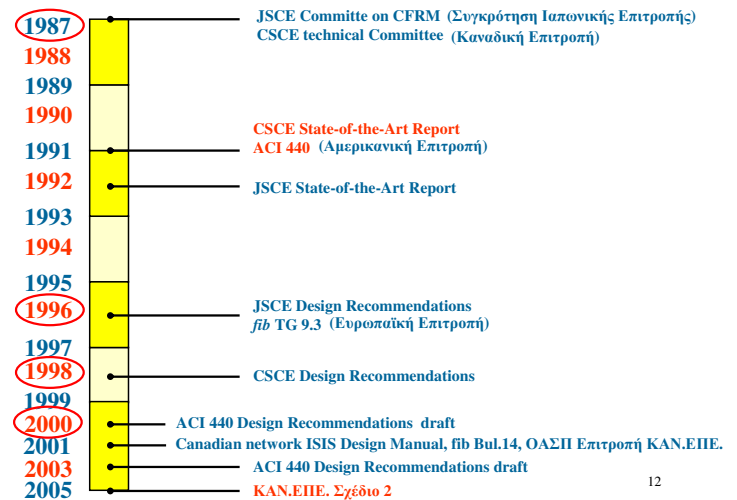 1987
JSCE Committe on CFRM (Συγκρότηση Ιαπωνικής Επιτροπής)
CSCE technical Committee (Καναδική Επιτροπή)
1988
1989
1990
CSCE State-of-the-Art Report
1991
ACI 440 (Αμερικανική Επιτροπή)
1992
JSCE State-of-the-Art Report
1993
1994
1995
1996
JSCE Design Recommendations
fib TG 9.3 (Ευρωπαϊκή Επιτροπή)
1997
1998
CSCE Design Recommendations
1999
2000
ACI 440 Design Recommendations draft
2001
Canadian network ISIS Design Manual, fib Bul.14, ΟΑΣΠ Επιτροπή ΚΑΝ.ΕΠΕ.
2003
ACI 440 Design Recommendations draft
2005
ΚΑΝ.ΕΠΕ. Σχέδιο 2
12